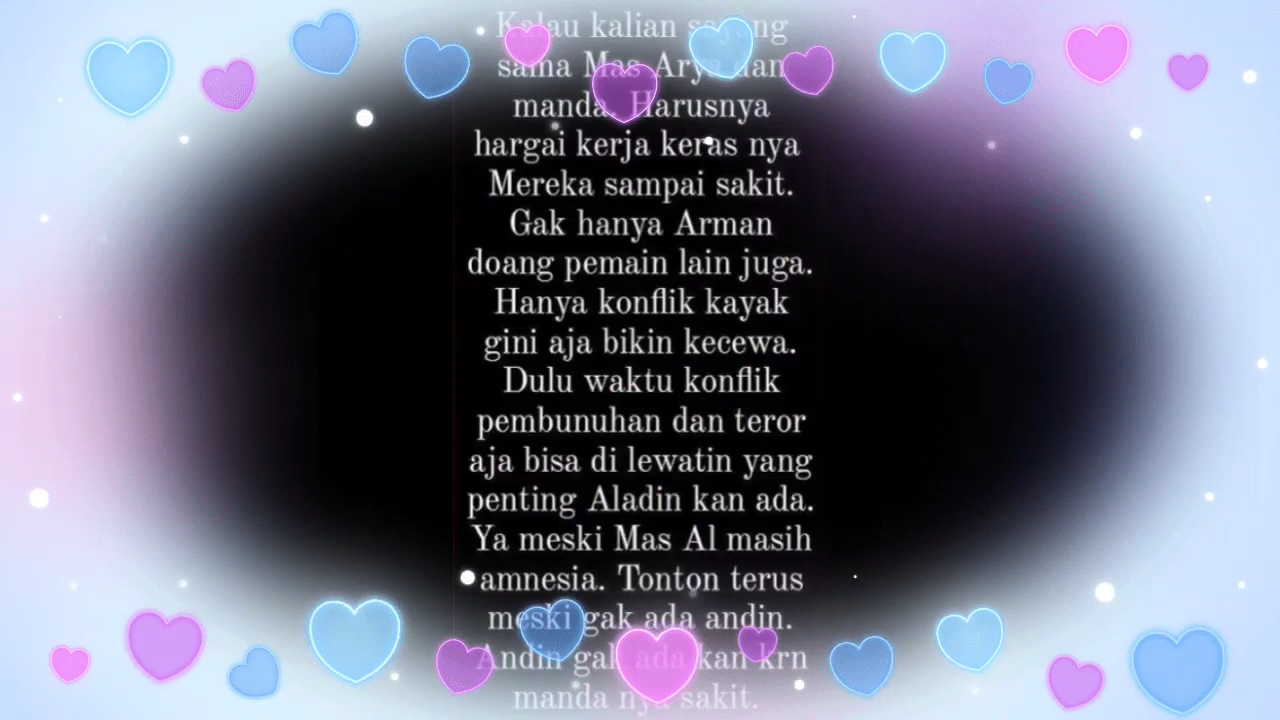 Kalau kalian sayang
sama Mas Arya dan
manda. Harusnya
hargai kerja keras nya
Mereka sampai sakit.
Gak hanya Arman
doang pemain lain juga.
Hanya konflik kayak
gini aja bikin kecewa.
Dulu waktu konflik
pembunuhan dan teror
aja bisa di lewatin yang
penting Aladin kan ada.
Ya meski Mas Al masih
amnesia. Tonton terus
meski gak ada andin.
Andin gak ada kan krn
manda nya sakit.